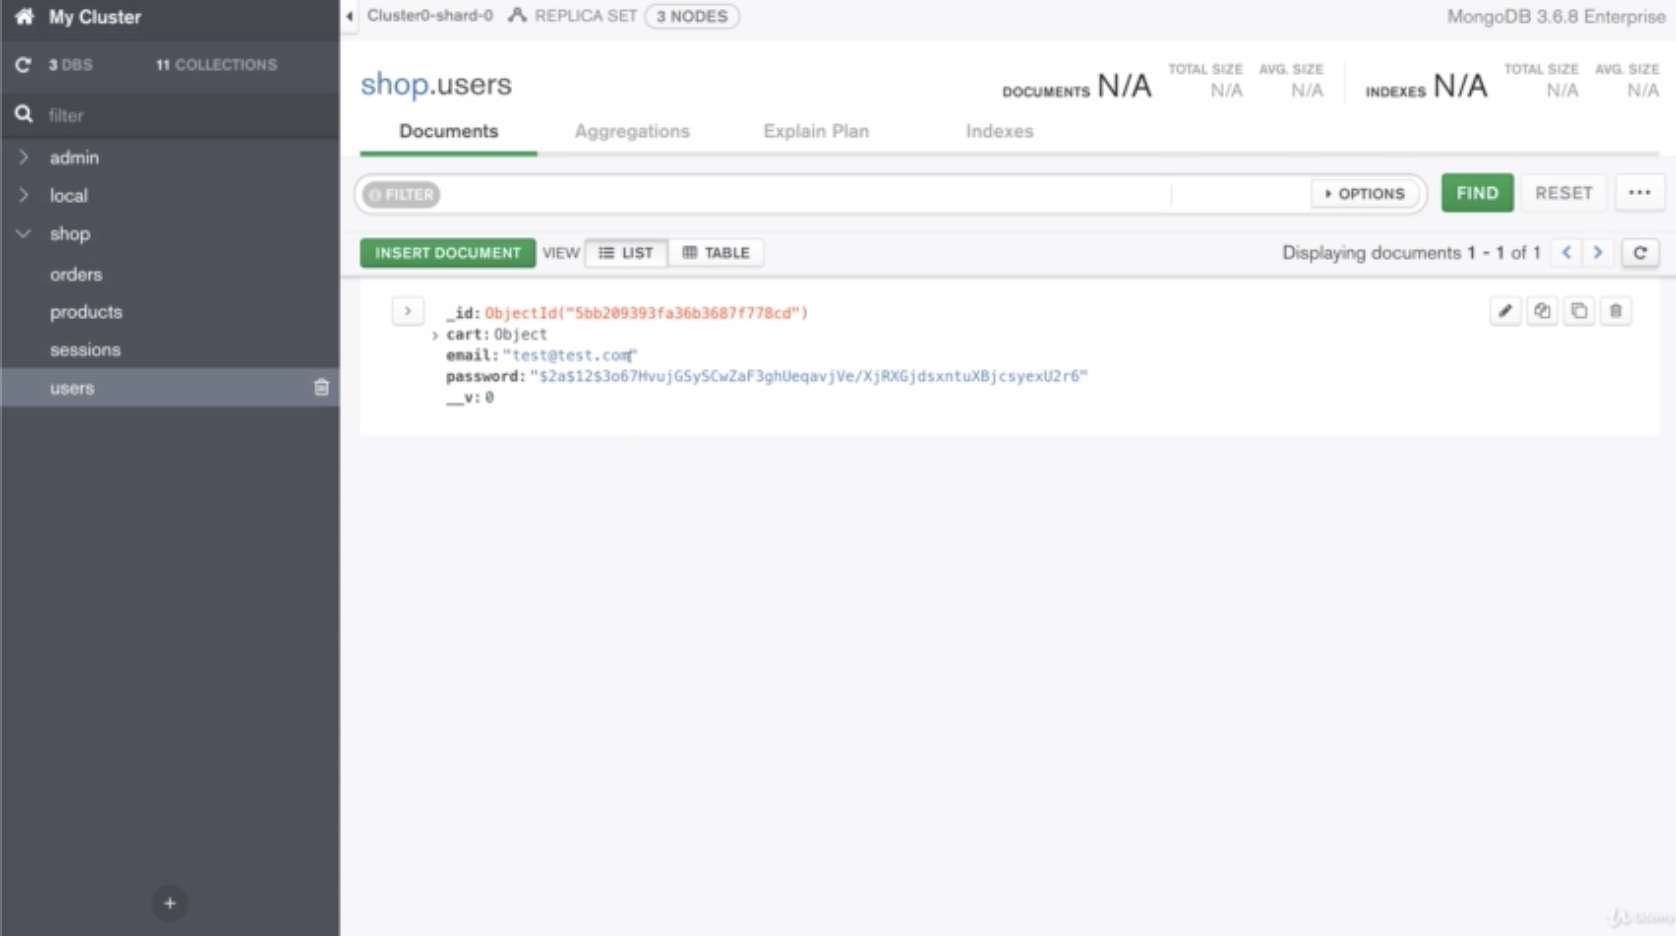 My Cluster
3 DBS 11 COLLECTIONS
filter
admin
local
shop
orders
products
sessions
users
Cluster0-shard-0 REPLICA SET 3 NODES MongoDB 3.6.8 Enterprise
shop.users
DOCUMENTS N/A TOTAL SIZE N/A AVG. SIZE N/A INDEXES N/A TOTAL SIZE N/A AVG. SIZE N/A
Documents Aggregations Explain Plan Indexes
FILTER OPTIONS FIND RESET ...
INSERT DOCUMENT VIEW LIST TABLE Displaying documents 1 - 1 of 1
_id: ObjectId("5bb209393fa36b3687f778cd")
cart: Object
email: "test@test.com"
password: "$2a$12$3o67HvujGSySCwZaF3ghUeqavjVe/XjRXGjdsxntuXBjcsyexU2r6"
__v: 0
Udemy